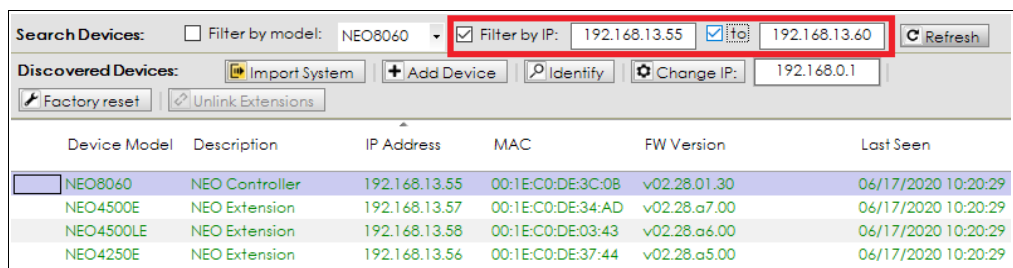 Search Devices: Filter by model: NEO8060 Filter by IP: 192.168.13.55 to 192.168.13.60 Refresh
Discovered Devices: Import System Add Device Identify Change IP: 192.168.0.1
Factory reset Unlink Extensions
Device Model Description IP Address MAC FW Version Last Seen
NEO8060 NEO Controller 192.168.13.55 00:1E:C0:DE:3C:0B v02.28.01.30 06/17/2020 10:20:29
NEO4500E NEO Extension 192.168.13.57 00:1E:C0:DE:34:AD v02.28.a7.00 06/17/2020 10:20:29
NEO4500LE NEO Extension 192.168.13.58 00:1E:C0:DE:03:43 v02.28.a6.00 06/17/2020 10:20:29
NEO4250E NEO Extension 192.168.13.56 00:1E:C0:DE:37:44 v02.28.a5.00 06/17/2020 10:20:29